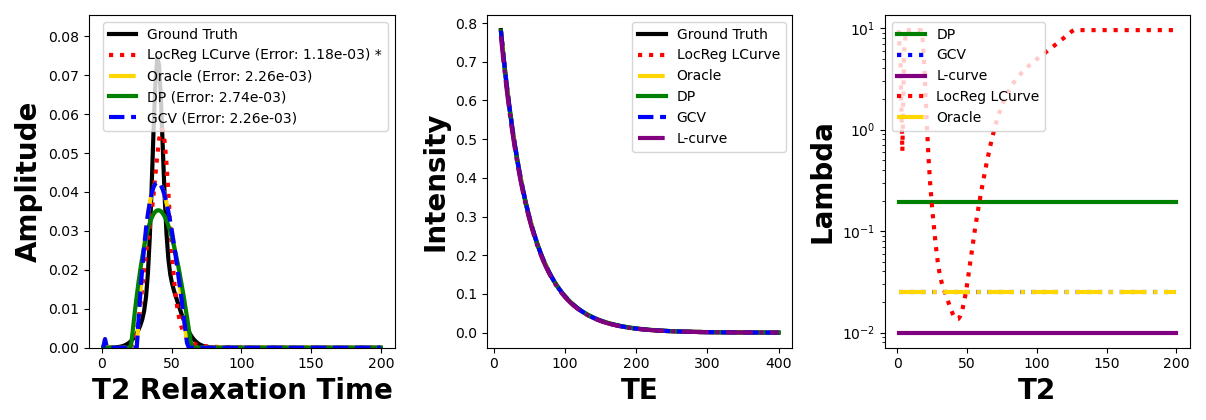 Amplitude
0.08
0.07
0.06
0.05
0.04
0.03
0.02
0.01
0.00
Ground Truth
LocReg LCurve (Error: 1.18e-03) *
Oracle (Error: 2.26e-03)
DP (Error: 2.74e-03)
GCV (Error: 2.26e-03)
0 50 100 150 200
T2 Relaxation Time
Intensity
0.8
0.7
0.6
0.5
0.4
0.3
0.2
0.1
0.0
Ground Truth
LocReg LCurve
Oracle
DP
GCV
L-curve
0 100 200 300 400
TE
Lambda
10¹
10⁰
10⁻¹
10⁻²
DP
GCV
L-curve
LocReg LCurve
Oracle
0 50 100 150 200
T2